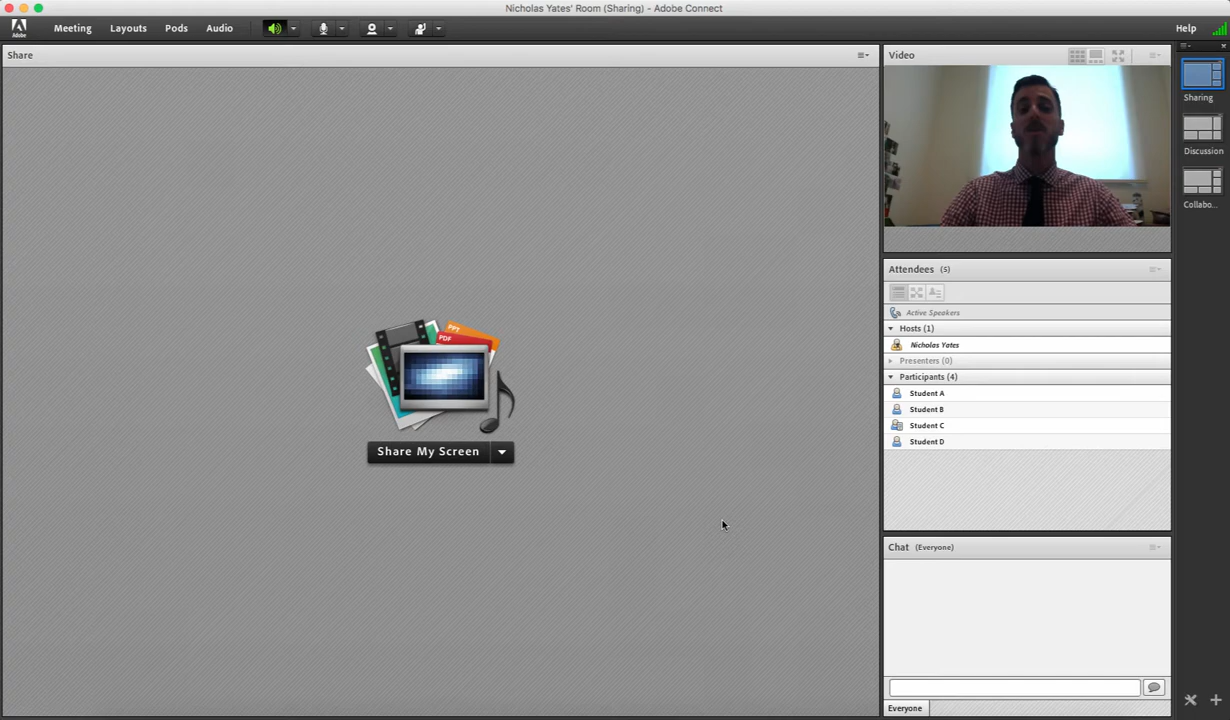 Nicholas Yates' Room (Sharing) - Adobe Connect
Adobe
Meeting
Layouts
Pods
Audio
Help
Share
PPT
PDF
Share My Screen
Video
Attendees (5)
Active Speakers
Hosts (1)
Nicholas Yates
Presenters (0)
Participants (4)
Student A
Student B
Student C
Student D
Chat (Everyone)
Everyone
Sharing
Discussion
Collabo...